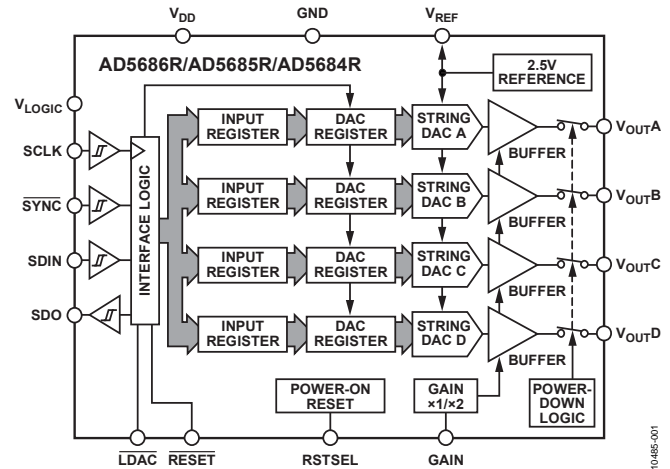 VDD
GND
VREF
AD5686R/AD5685R/AD5684R
2.5V
REFERENCE
VLOGIC
SCLK
SYNC
SDIN
SDO
INTERFACE LOGIC
INPUT
REGISTER
DAC
REGISTER
STRING
DAC A
BUFFER
VOUTA
INPUT
REGISTER
DAC
REGISTER
STRING
DAC B
BUFFER
VOUTB
INPUT
REGISTER
DAC
REGISTER
STRING
DAC C
BUFFER
VOUTC
INPUT
REGISTER
DAC
REGISTER
STRING
DAC D
BUFFER
VOUTD
POWER-ON
RESET
GAIN
×1/×2
POWER-
DOWN
LOGIC
LDAC
RESET
RSTSEL
GAIN
10485-001